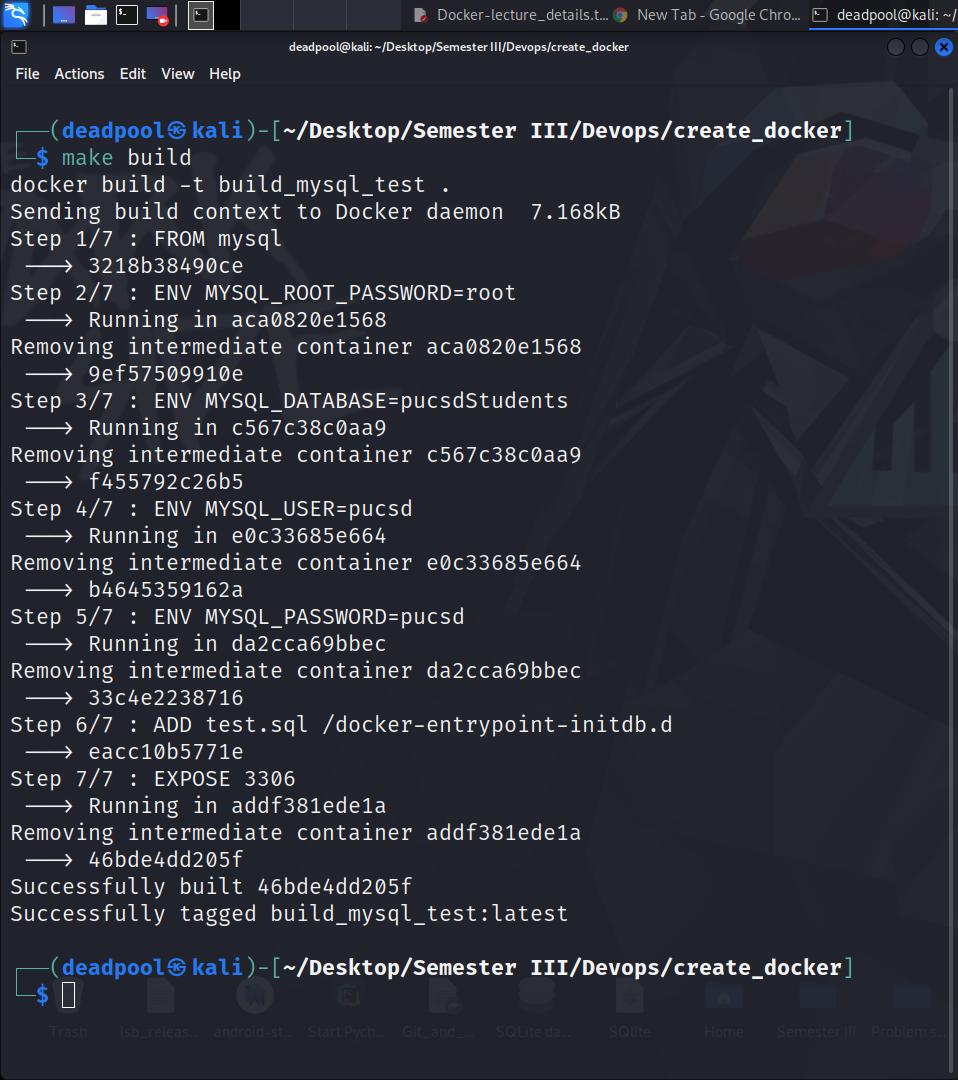 Docker-lecture_details.t... New Tab - Google Chro... deadpool@kali: ~/
deadpool@kali: ~/Desktop/Semester III/Devops/create_docker
File Actions Edit View Help
┌──(deadpool㉿kali)-[~/Desktop/Semester III/Devops/create_docker]
└─$ make build
docker build -t build_mysql_test .
Sending build context to Docker daemon  7.168kB
Step 1/7 : FROM mysql
 ---> 3218b38490ce
Step 2/7 : ENV MYSQL_ROOT_PASSWORD=root
 ---> Running in aca0820e1568
Removing intermediate container aca0820e1568
 ---> 9ef57509910e
Step 3/7 : ENV MYSQL_DATABASE=pucsdStudents
 ---> Running in c567c38c0aa9
Removing intermediate container c567c38c0aa9
 ---> f455792c26b5
Step 4/7 : ENV MYSQL_USER=pucsd
 ---> Running in e0c33685e664
Removing intermediate container e0c33685e664
 ---> b4645359162a
Step 5/7 : ENV MYSQL_PASSWORD=pucsd
 ---> Running in da2cca69bbec
Removing intermediate container da2cca69bbec
 ---> 33c4e2238716
Step 6/7 : ADD test.sql /docker-entrypoint-initdb.d
 ---> eacc10b5771e
Step 7/7 : EXPOSE 3306
 ---> Running in addf381ede1a
Removing intermediate container addf381ede1a
 ---> 46bde4dd205f
Successfully built 46bde4dd205f
Successfully tagged build_mysql_test:latest
┌──(deadpool㉿kali)-[~/Desktop/Semester III/Devops/create_docker]
└─$
Trash lsb_releas... android-st... Start Pych... Git_and_... SQLite da... SQlite Home Semester III Problem s...